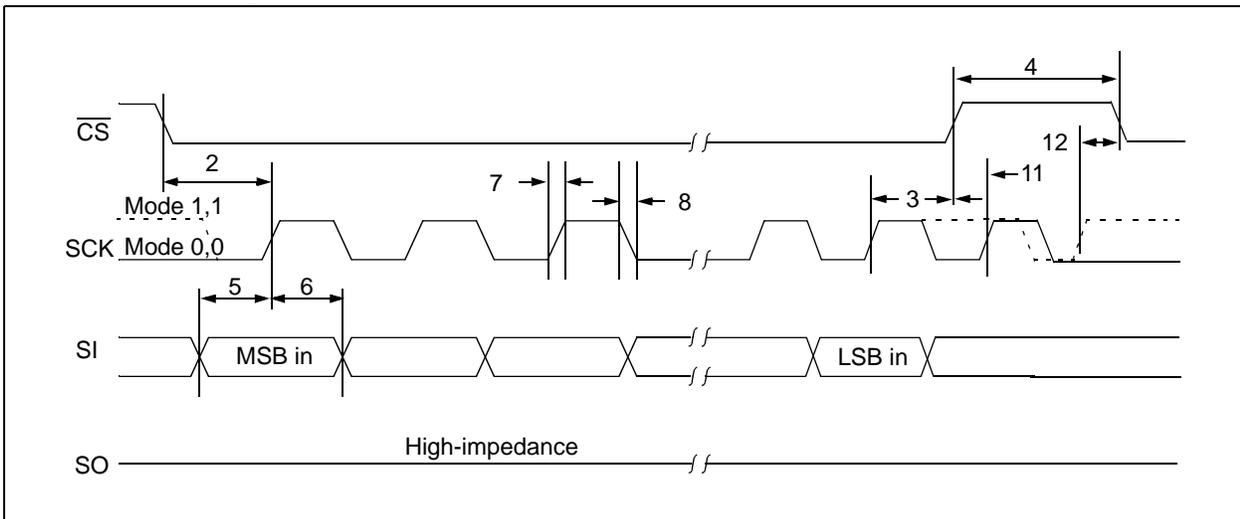 4
CS
12
2
11
7
3
8
Mode 1,1
SCK Mode 0,0
5
6
SI
MSB in
LSB in
High-impedance
SO